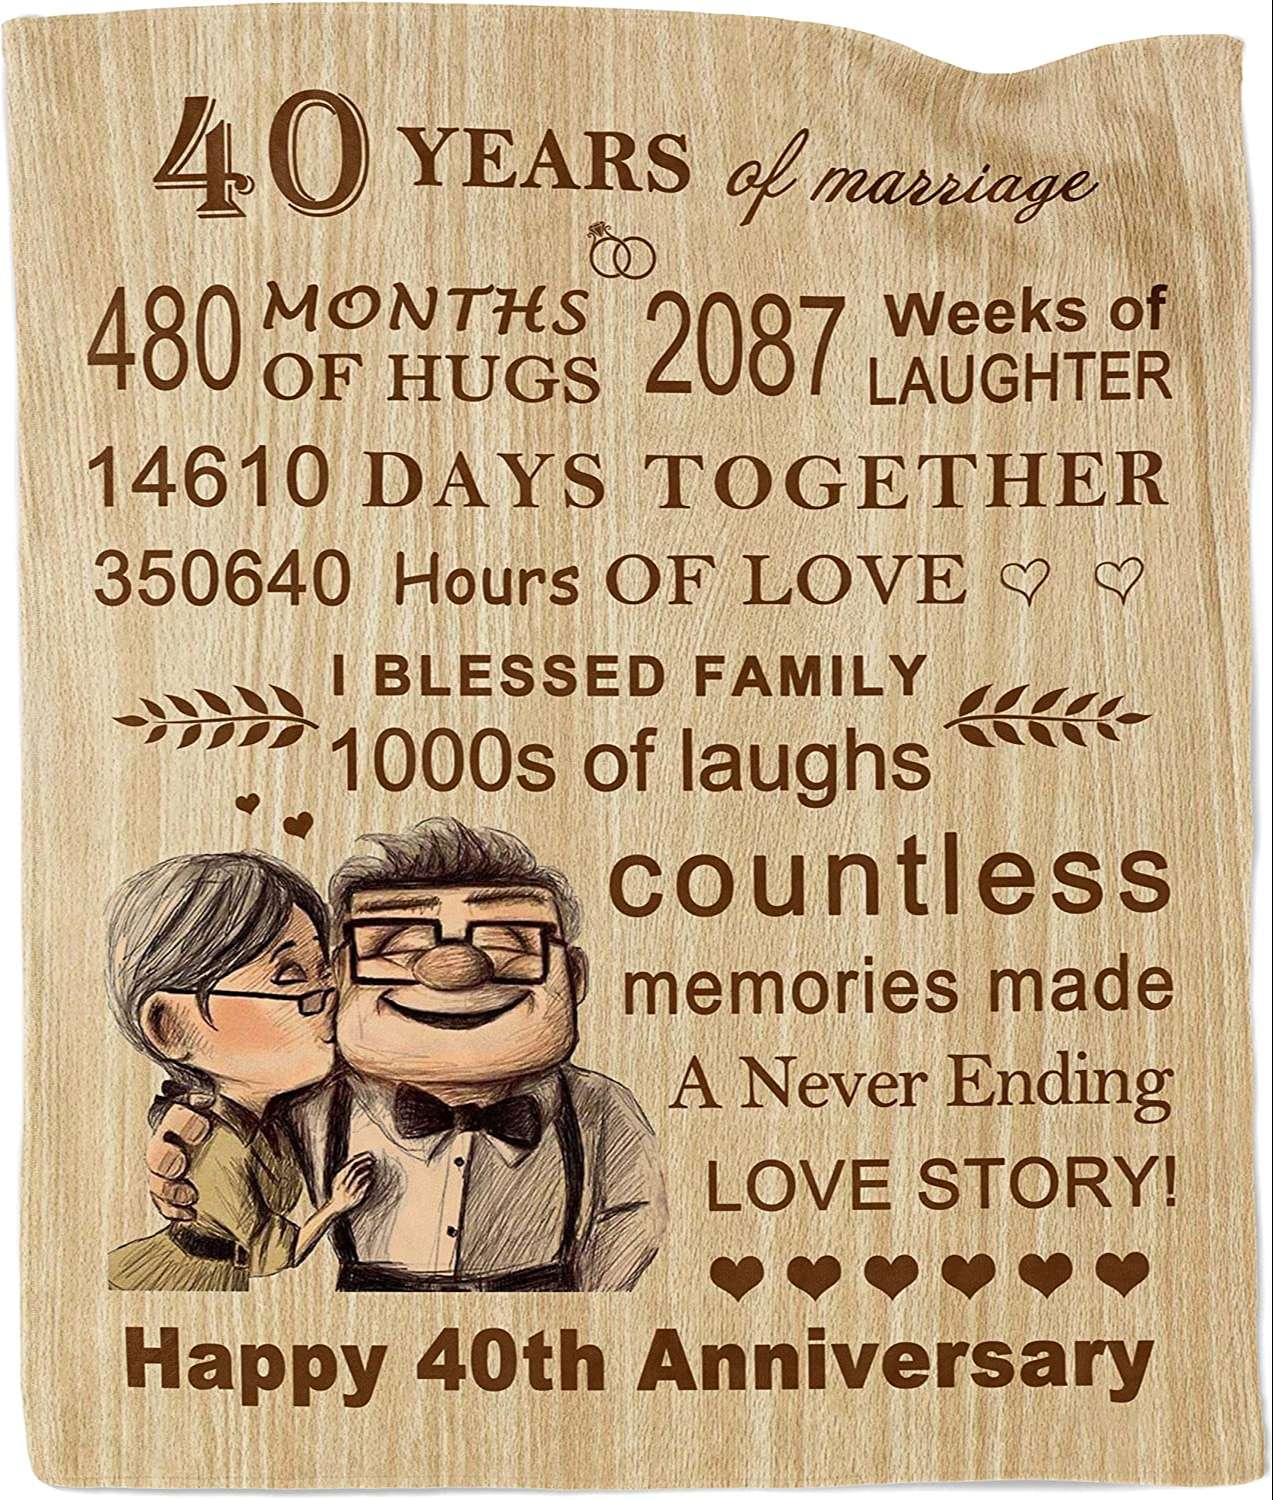 40 YEARS of marriage
480 MONTHS OF HUGS
2087 Weeks of LAUGHTER
14610 DAYS TOGETHER
350640 Hours OF LOVE
I BLESSED FAMILY
1000s of laughs
countless
memories made
A Never Ending
LOVE STORY!
Happy 40th Anniversary